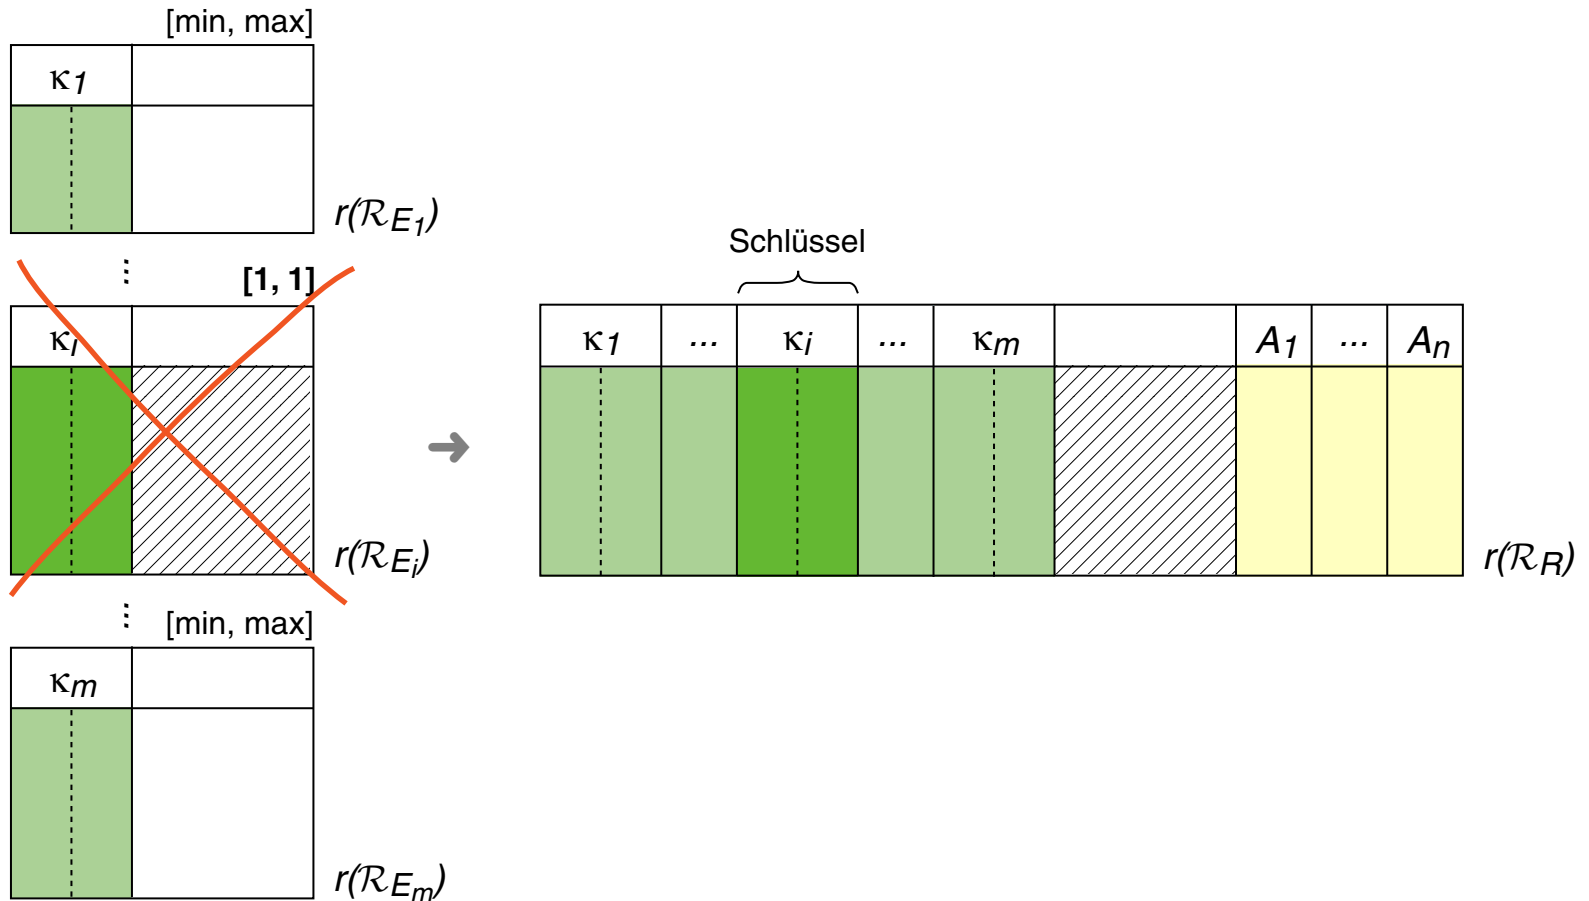 [min, max]
κ1
r(ℛE1)
⋮
[1, 1]
κi
r(ℛEi)
⋮
[min, max]
κm
r(ℛEm)
➔
Schlüssel
κ1 ... κi ... κm A1 ... An
r(ℛR)